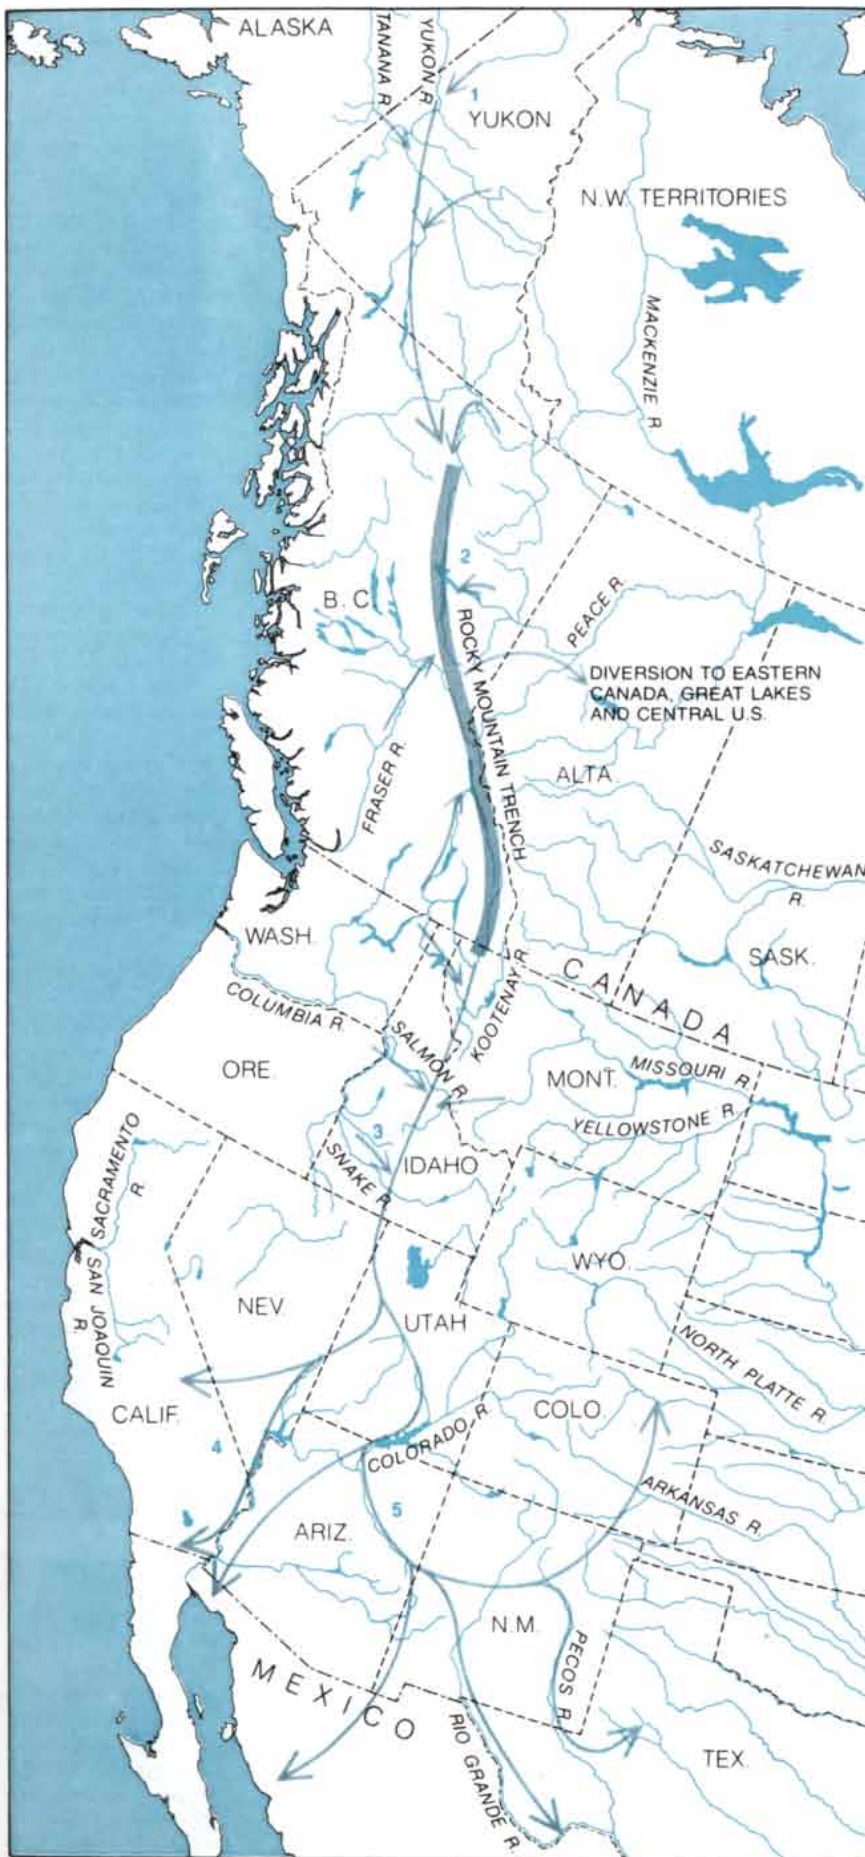 ALASKA
TANANA R.
YUKON R.
1
YUKON
N.W. TERRITORIES
MACKENZIE R.
2
B.C.
PEACE R.
ROCKY MOUNTAIN TRENCH
DIVERSION TO EASTERN
CANADA, GREAT LAKES
AND CENTRAL U.S.
FRASER R.
ALTA.
SASKATCHEWAN
R.
WASH.
SASK.
CANADA
COLUMBIA R.
KOOTENAY R.
SALMON R.
ORE.
MONT.
MISSOURI R.
YELLOWSTONE R.
3
IDAHO
SNAKE R.
SACRAMENTO
R.
SAN JOAQUIN
R.
NEV.
UTAH
WYO.
NORTH PLATTE R.
CALIF.
4
COLO.
COLORADO R.
ARKANSAS R.
5
ARIZ.
N.M.
PECOS R.
MEXICO
RIO GRANDE R.
TEX.